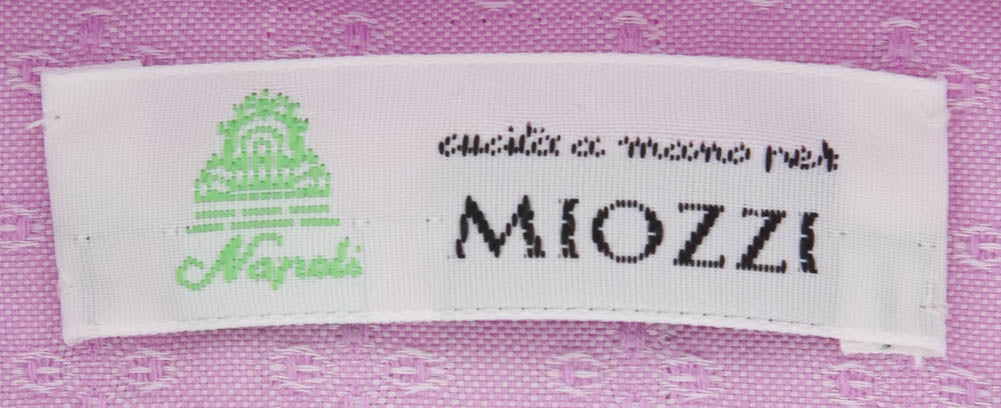 Napoli
cucita a mano per
MIOZZI